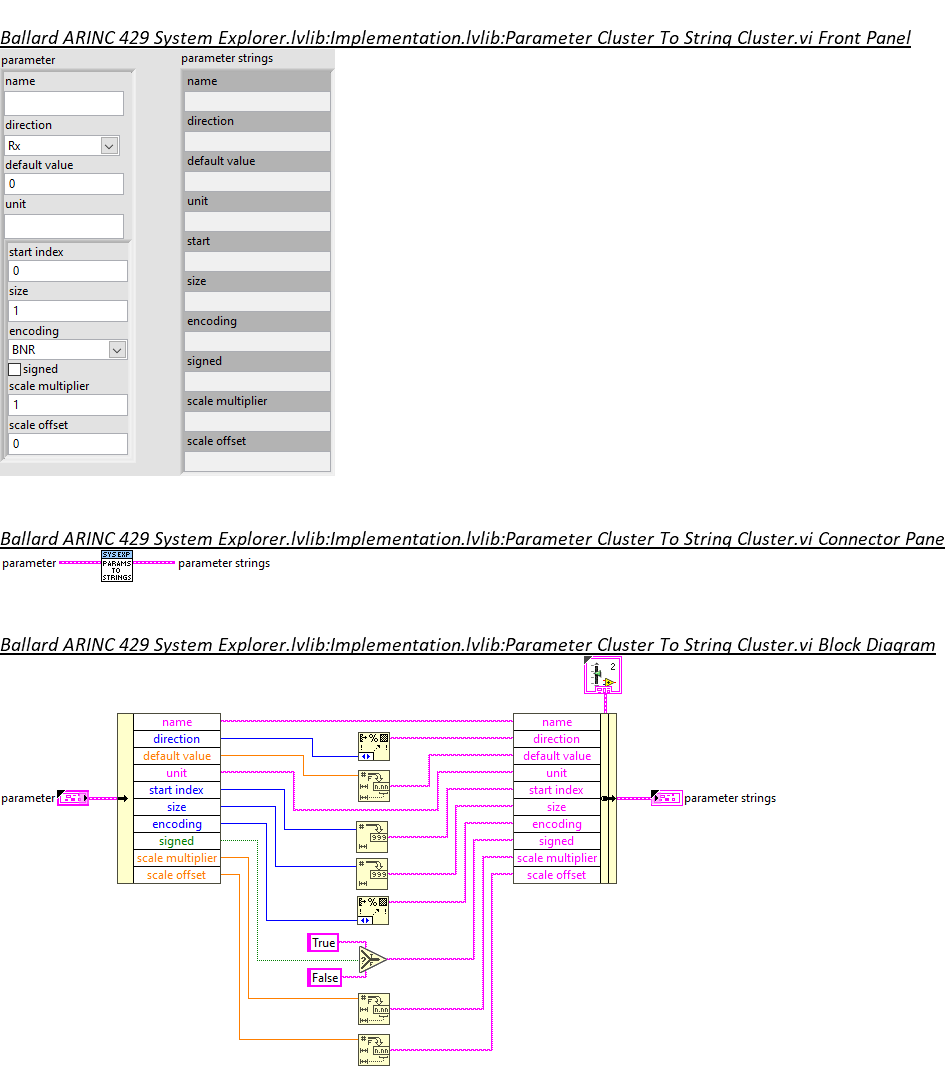 Ballard ARINC 429 System Explorer.lvlib:Implementation.lvlib:Parameter Cluster To String Cluster.vi Front Panel
parameter
name
direction
Rx
default value
0
unit
start index
0
size
1
encoding
BNR
signed
scale multiplier
1
scale offset
0
parameter strings
name
direction
default value
unit
start
size
encoding
signed
scale multiplier
scale offset
Ballard ARINC 429 System Explorer.lvlib:Implementation.lvlib:Parameter Cluster To String Cluster.vi Connector Pane
parameter
SYS EXP
PARAMS
TO
STRINGS
parameter strings
Ballard ARINC 429 System Explorer.lvlib:Implementation.lvlib:Parameter Cluster To String Cluster.vi Block Diagram
2
parameter
name
direction
default value
unit
start index
size
encoding
signed
scale multiplier
scale offset
True
False
name
direction
default value
unit
start index
size
encoding
signed
scale multiplier
scale offset
parameter strings